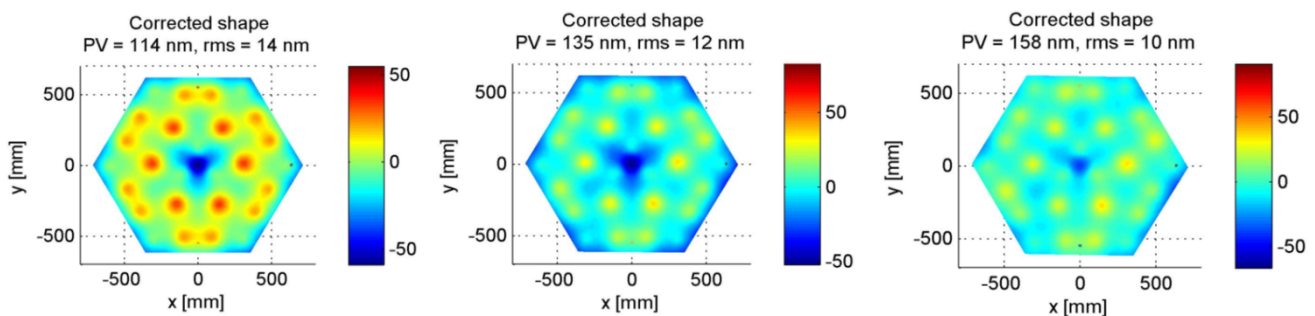 Corrected shape
PV = 114 nm, rms = 14 nm
50
0
-50
500
0
-500
y [mm]
-500 0 500
x [mm]
Corrected shape
PV = 135 nm, rms = 12 nm
50
0
-50
500
0
-500
y [mm]
-500 0 500
x [mm]
Corrected shape
PV = 158 nm, rms = 10 nm
50
0
-50
500
0
-500
y [mm]
-500 0 500
x [mm]